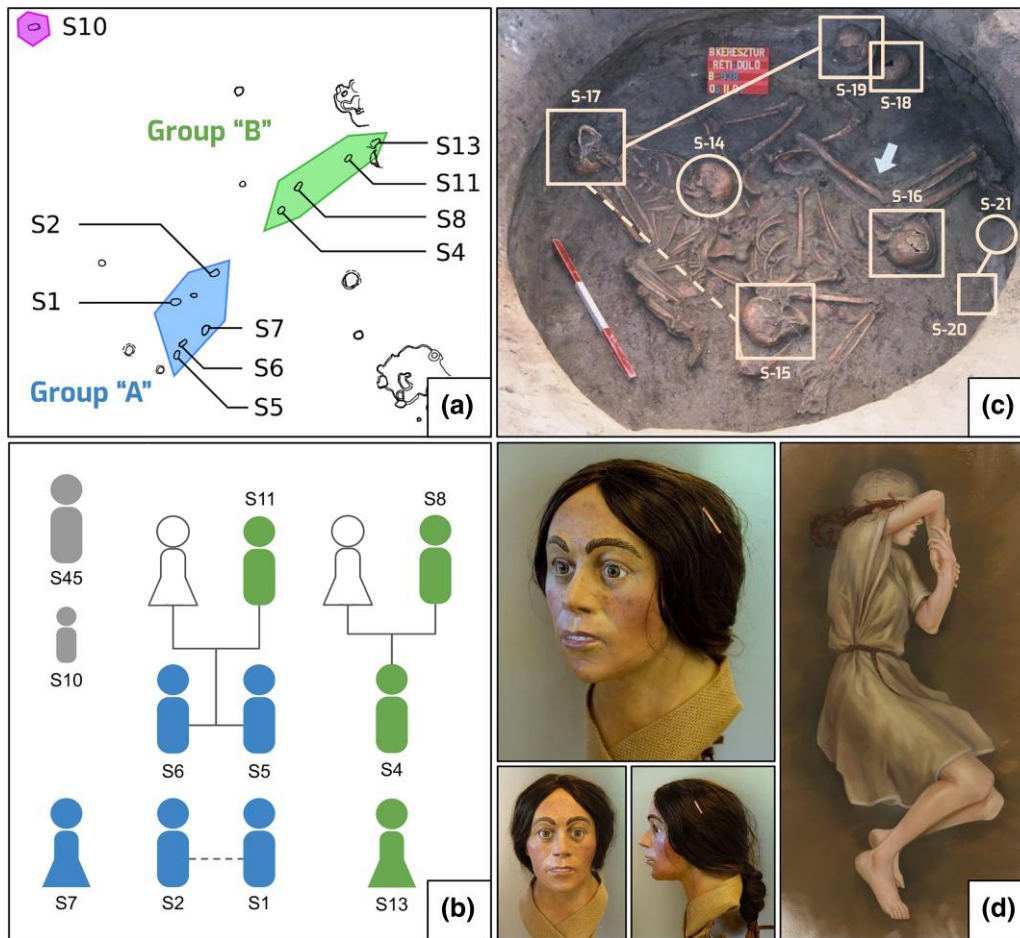 S10
Group "B"
S13
S11
S8
S4
S2
S1
S7
S6
S5
Group "A"
(a)
S-17
S-19
S-18
S-14
S-16
S-21
S-20
S-15
BKERESZTUR
(c)
S45
S10
S11
S8
S6
S5
S4
S7
S2
S1
S13
(b)
(d)